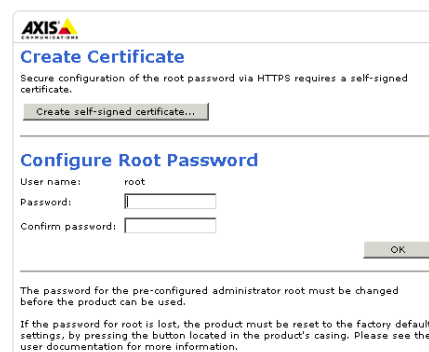 AXIS
COMMUNICATIONS
Create Certificate
Secure configuration of the root password via HTTPS requires a self-signed
certificate.
Create self-signed certificate...
Configure Root Password
User name: root
Password:
Confirm password:
OK
The password for the pre-configured administrator root must be changed
before the product can be used.
If the password for root is lost, the product must be reset to the factory default
settings, by pressing the button located in the product's casing. Please see the
user documentation for more information.